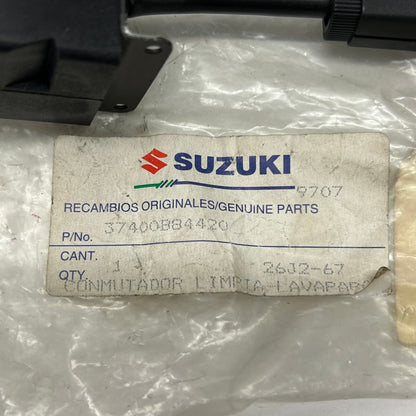 SUZUKI
9707
RECAMBIOS ORIGINALES/GENUINE PARTS
P/No. 37400B84420
CANT.
QTY. 1 26J2-67
CONMUTADOR LIMPIA-LAVAPARA